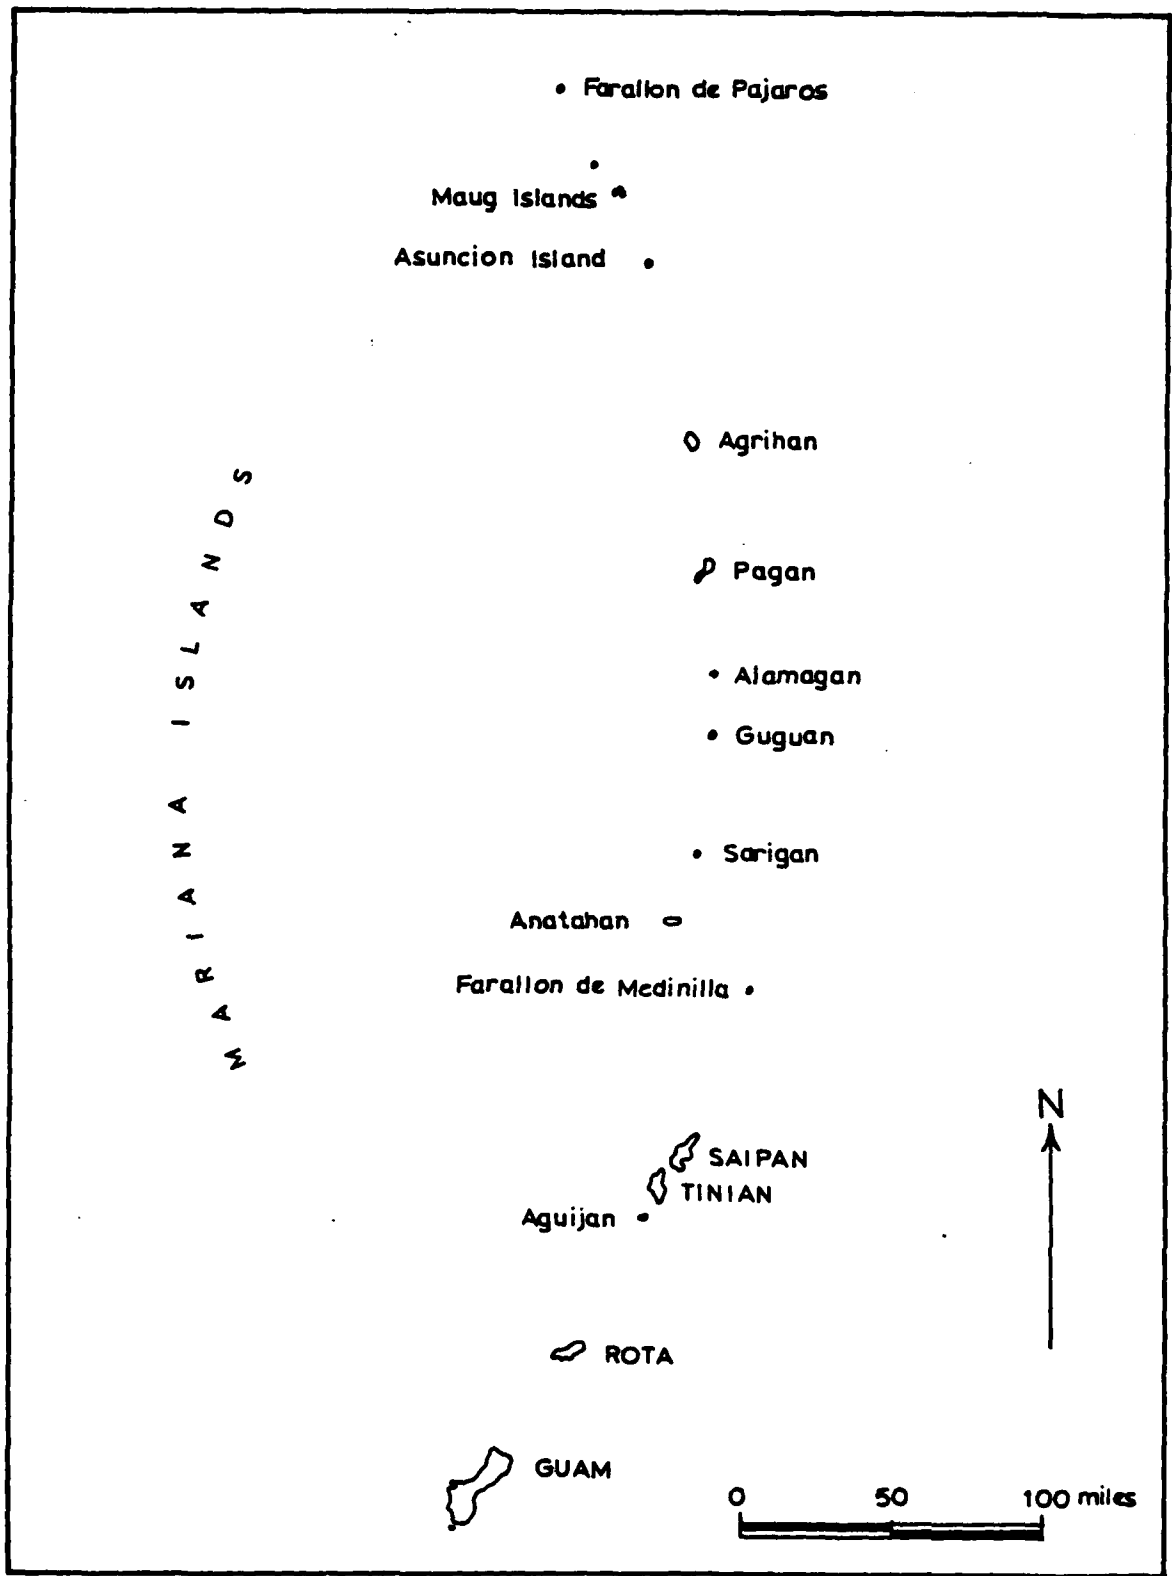 Farallon de Pajaros
Maug Islands
Asuncion Island
Agrihan
Pagan
Alamagan
Guguan
Sarigan
Anatahan
Farallon de Medinilla
MARIANA ISLANDS
N
SAIPAN
TINIAN
Aguijan
ROTA
GUAM
0 50 100 miles